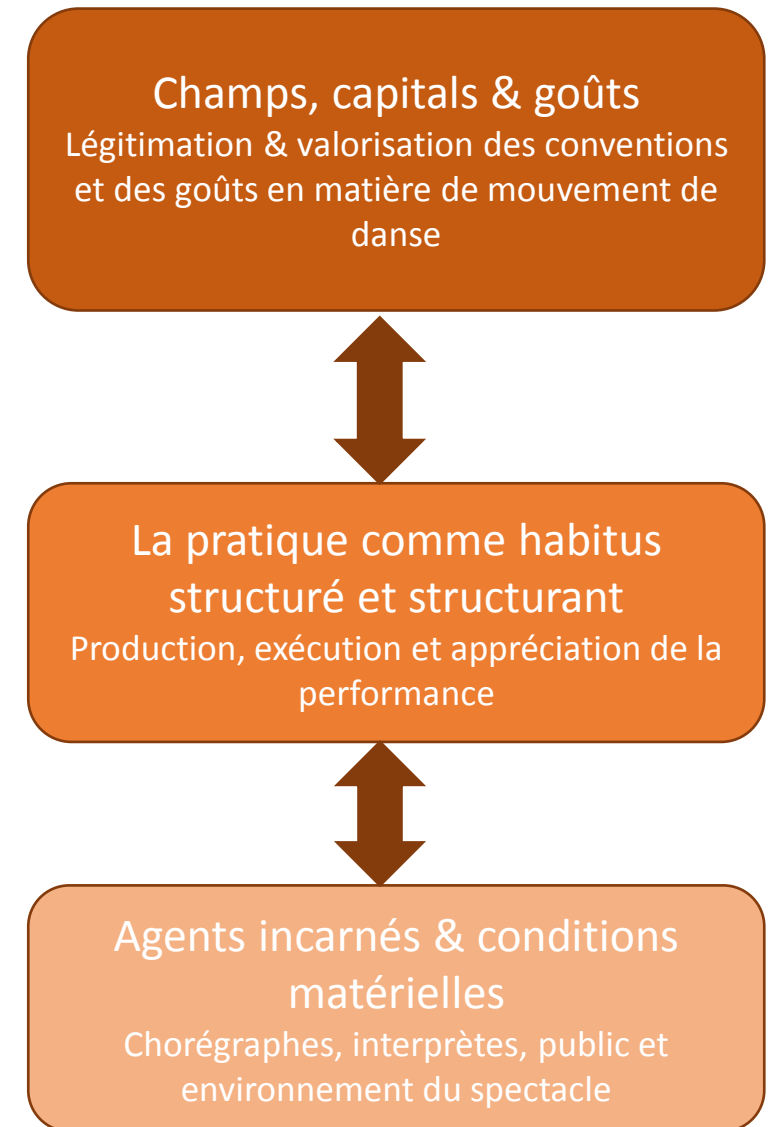 Champs, capitals & goûts
Légitimation & valorisation des conventions
et des goûts en matière de mouvement de
danse
La pratique comme habitus
structuré et structurant
Production, exécution et appréciation de la
performance
Agents incarnés & conditions
matérielles
Chorégraphes, interprètes, public et
environnement du spectacle